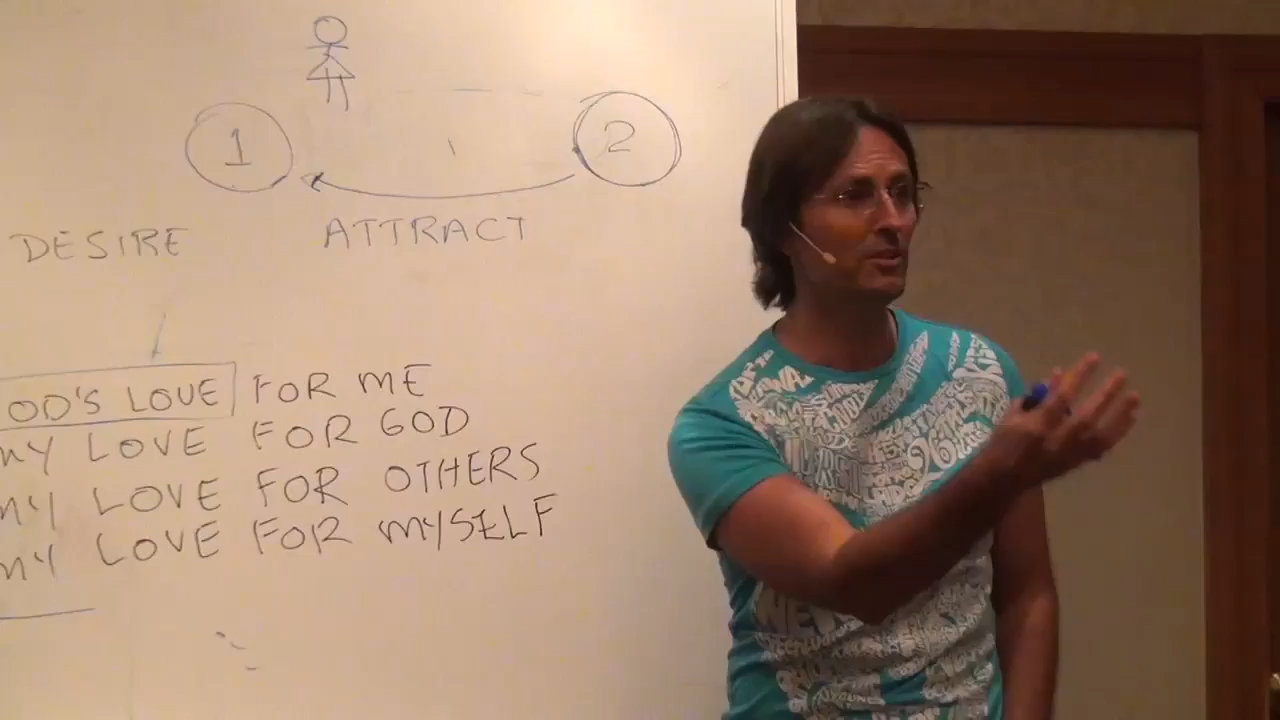 1
2
DESIRE
ATTRACT
OD'S LOVE FOR ME
MY LOVE FOR GOD
MY LOVE FOR OTHERS
MY LOVE FOR MYSELF